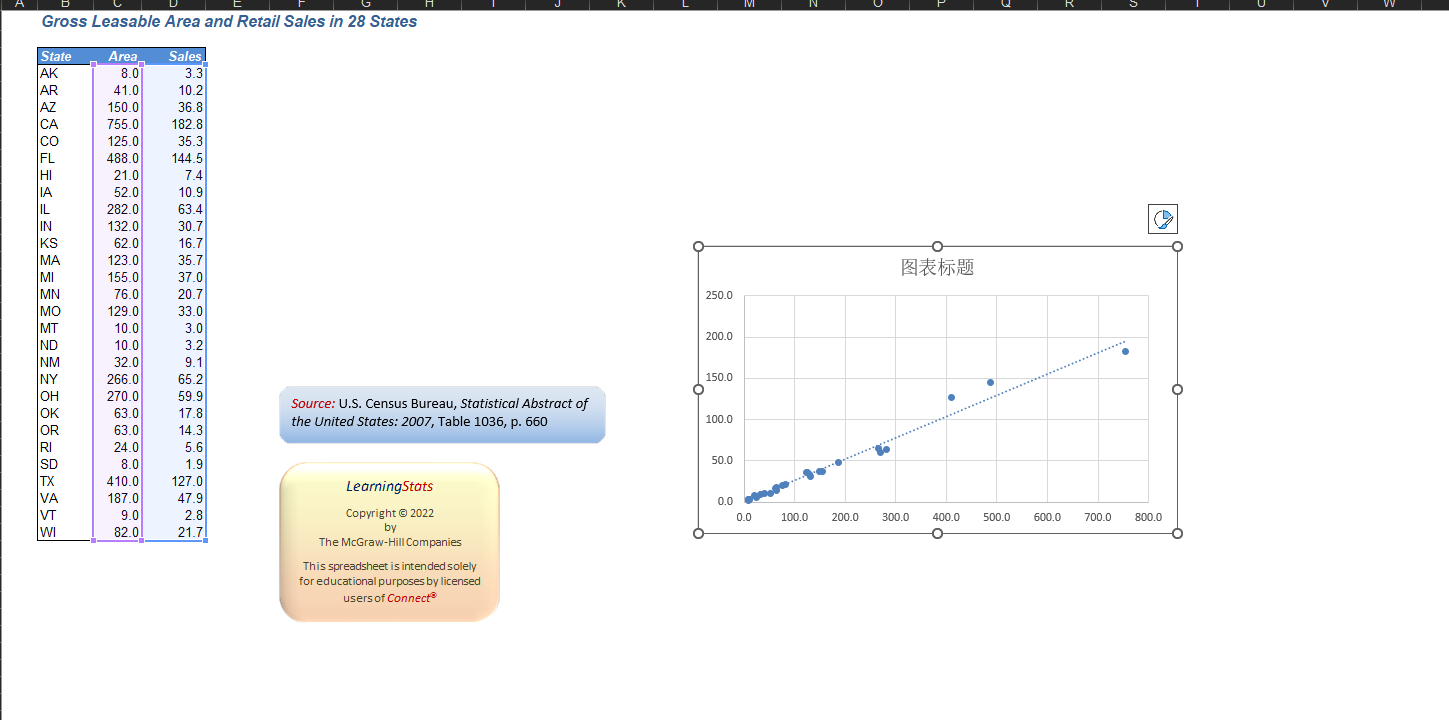 A B C D E F G H I J K L M N O P Q R S T U V W
Gross Leasable Area and Retail Sales in 28 States
State Area Sales
AK 8.0 3.3
AR 41.0 10.2
AZ 150.0 36.8
CA 755.0 182.8
CO 125.0 35.3
FL 488.0 144.5
HI 21.0 7.4
IA 52.0 10.9
IL 282.0 63.4
IN 132.0 30.7
KS 62.0 16.7
MA 123.0 35.7
MI 155.0 37.0
MN 76.0 20.7
MO 129.0 33.0
MT 10.0 3.0
ND 10.0 3.2
NM 32.0 9.1
NY 266.0 65.2
OH 270.0 59.9
OK 63.0 17.8
OR 63.0 14.3
RI 24.0 5.6
SD 8.0 1.9
TX 410.0 127.0
VA 187.0 47.9
VT 9.0 2.8
WI 82.0 21.7
Source: U.S. Census Bureau, Statistical Abstract of
the United States: 2007, Table 1036, p. 660
LearningStats
Copyright © 2022
by
The McGraw-Hill Companies
This spreadsheet is intended solely
for educational purposes by licensed
users of Connect®
图表标题
250.0
200.0
150.0
100.0
50.0
0.0
0.0 100.0 200.0 300.0 400.0 500.0 600.0 700.0 800.0